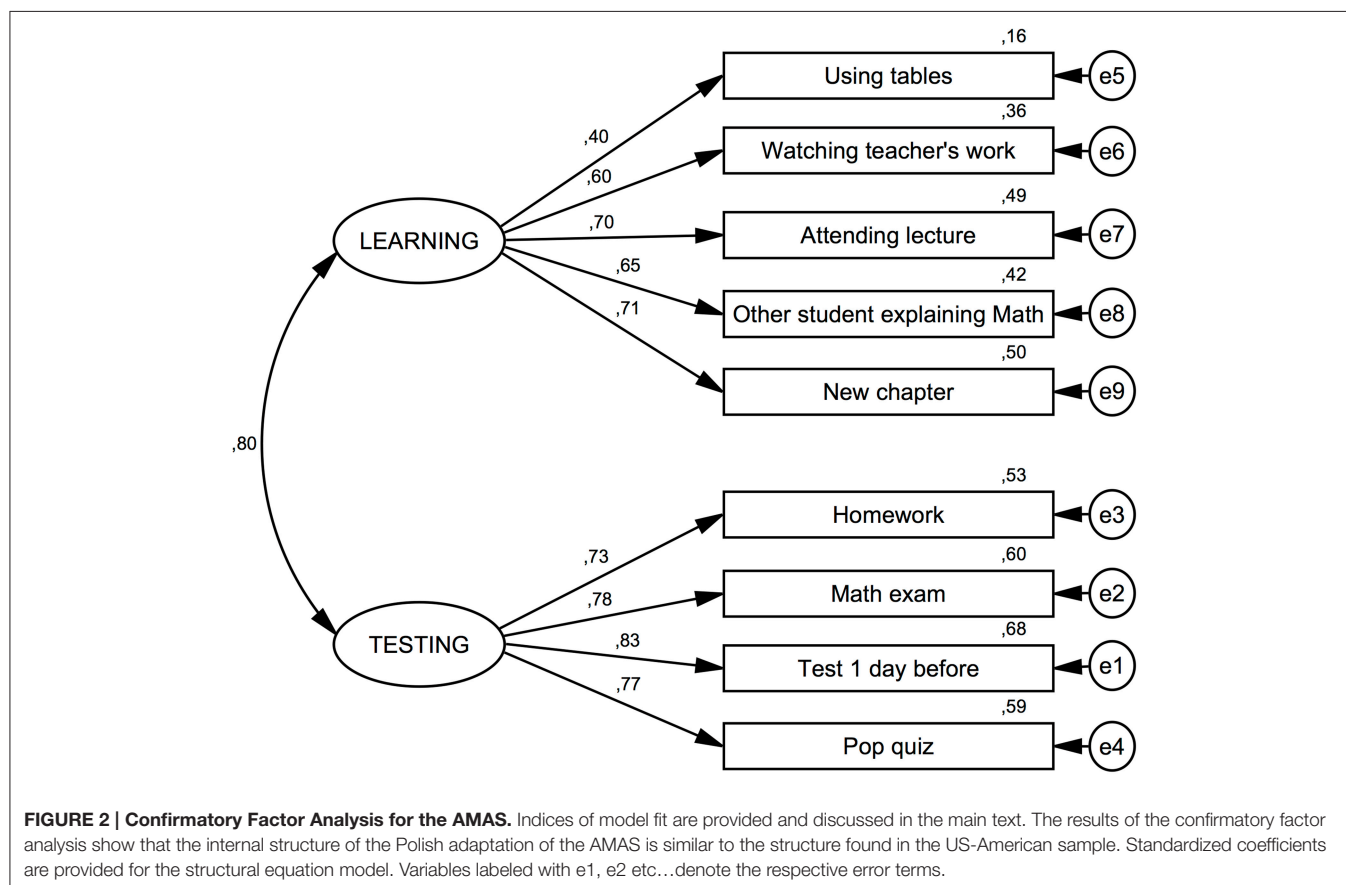 ,16
Using tables
e5
,40
,36
Watching teacher's work
e6
,60
,49
Attending lecture
e7
,70
LEARNING
,65
,42
Other student explaining Math
e8
,71
,50
New chapter
e9
,80
,53
Homework
e3
,73
,60
Math exam
e2
,78
TESTING
,83
,68
Test 1 day before
e1
,77
,59
Pop quiz
e4
FIGURE 2 | Confirmatory Factor Analysis for the AMAS. Indices of model fit are provided and discussed in the main text. The results of the confirmatory factor
analysis show that the internal structure of the Polish adaptation of the AMAS is similar to the structure found in the US-American sample. Standardized coefficients
are provided for the structural equation model. Variables labeled with e1, e2 etc…denote the respective error terms.